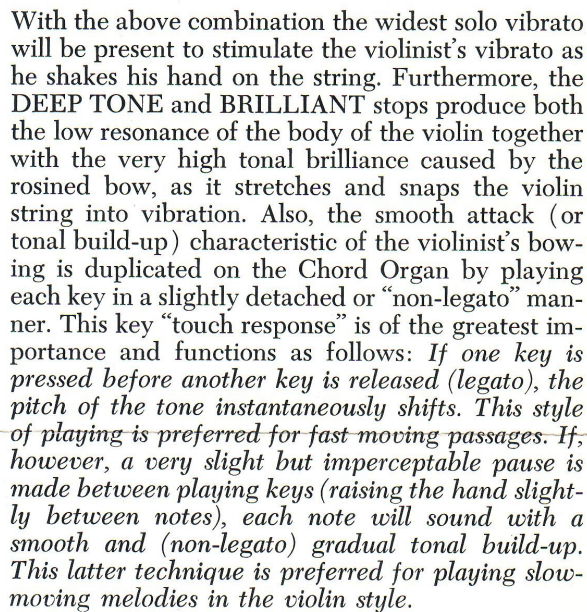 With the above combination the widest solo vibrato
will be present to stimulate the violinist's vibrato as
he shakes his hand on the string. Furthermore, the
DEEP TONE and BRILLIANT stops produce both
the low resonance of the body of the violin together
with the very high tonal brilliance caused by the
rosined bow, as it stretches and snaps the violin
string into vibration. Also, the smooth attack (or
tonal build-up) characteristic of the violinist's bow-
ing is duplicated on the Chord Organ by playing
each key in a slightly detached or "non-legato" man-
ner. This key "touch response" is of the greatest im-
portance and functions as follows: If one key is
pressed before another key is released (legato), the
pitch of the tone instantaneously shifts. This style
of playing is preferred for fast moving passages. If,
however, a very slight but imperceptable pause is
made between playing keys (raising the hand slight-
ly between notes), each note will sound with a
smooth and (non-legato) gradual tonal build-up.
This latter technique is preferred for playing slow-
moving melodies in the violin style.